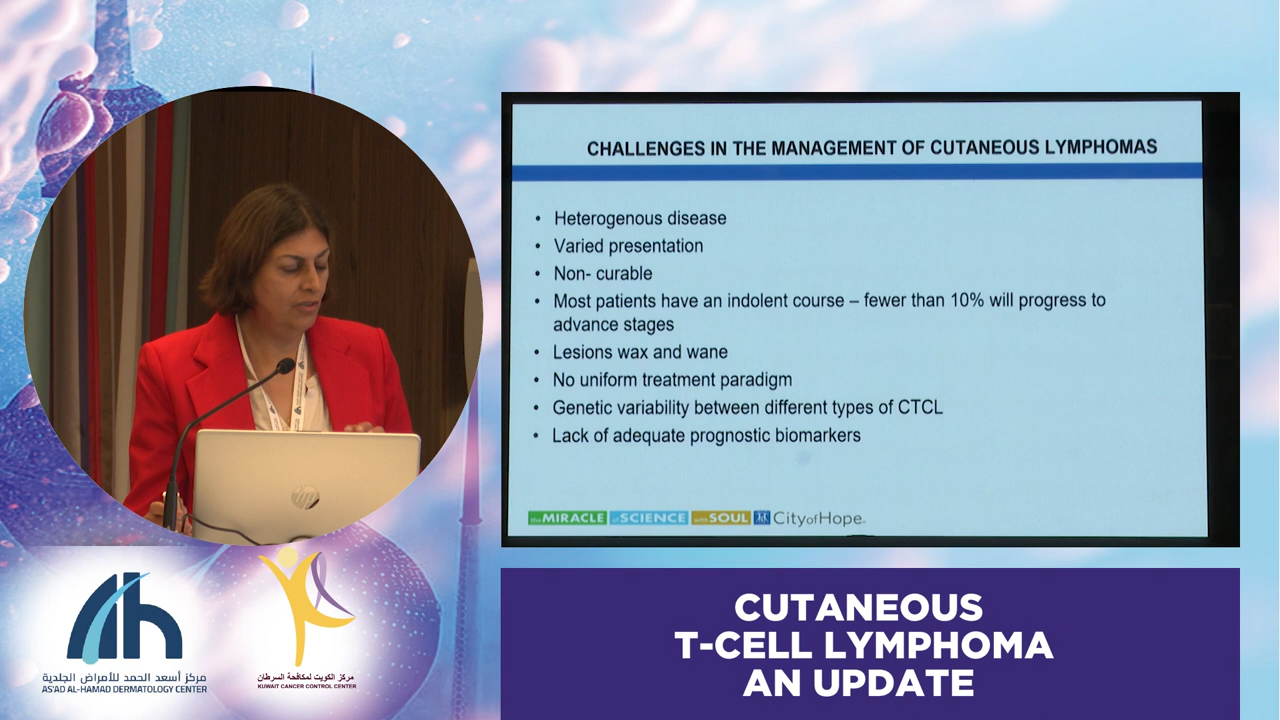 CHALLENGES IN THE MANAGEMENT OF CUTANEOUS LYMPHOMAS
• Heterogenous disease
• Varied presentation
• Non- curable
• Most patients have an indolent course – fewer than 10% will progress to
advance stages
• Lesions wax and wane
• No uniform treatment paradigm
• Genetic variability between different types of CTCL
• Lack of adequate prognostic biomarkers
the MIRACLE of SCIENCE with SOUL City of Hope
hp
مركز أسعد الحمد للأمراض الجلدية
AS'AD AL-HAMAD DERMATOLOGY CENTER
مركز الكويت لمكافحة السرطان
KUWAIT CANCER CONTROL CENTER
CUTANEOUS
T-CELL LYMPHOMA
AN UPDATE